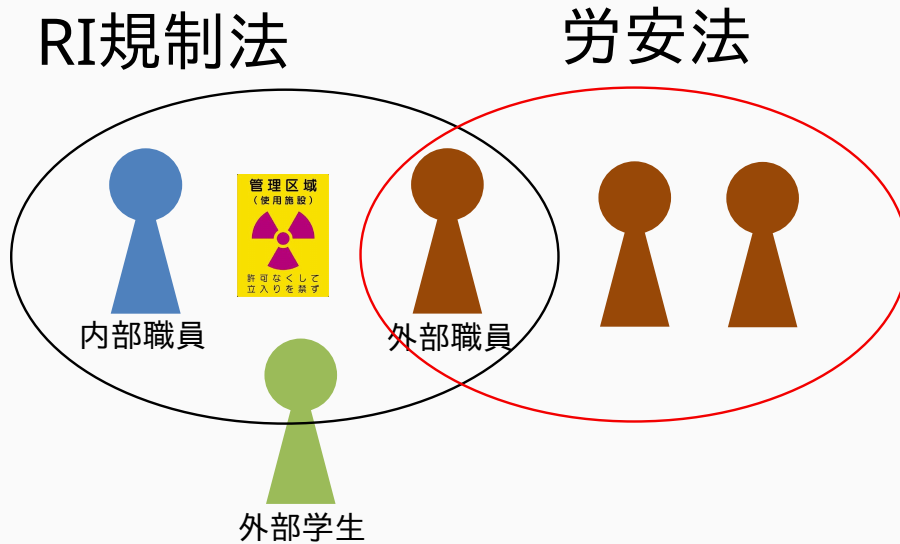 RI規制法
労安法
管理区域
(使用施設)
許可なくして
立入りを禁ず
内部職員
外部職員
外部学生